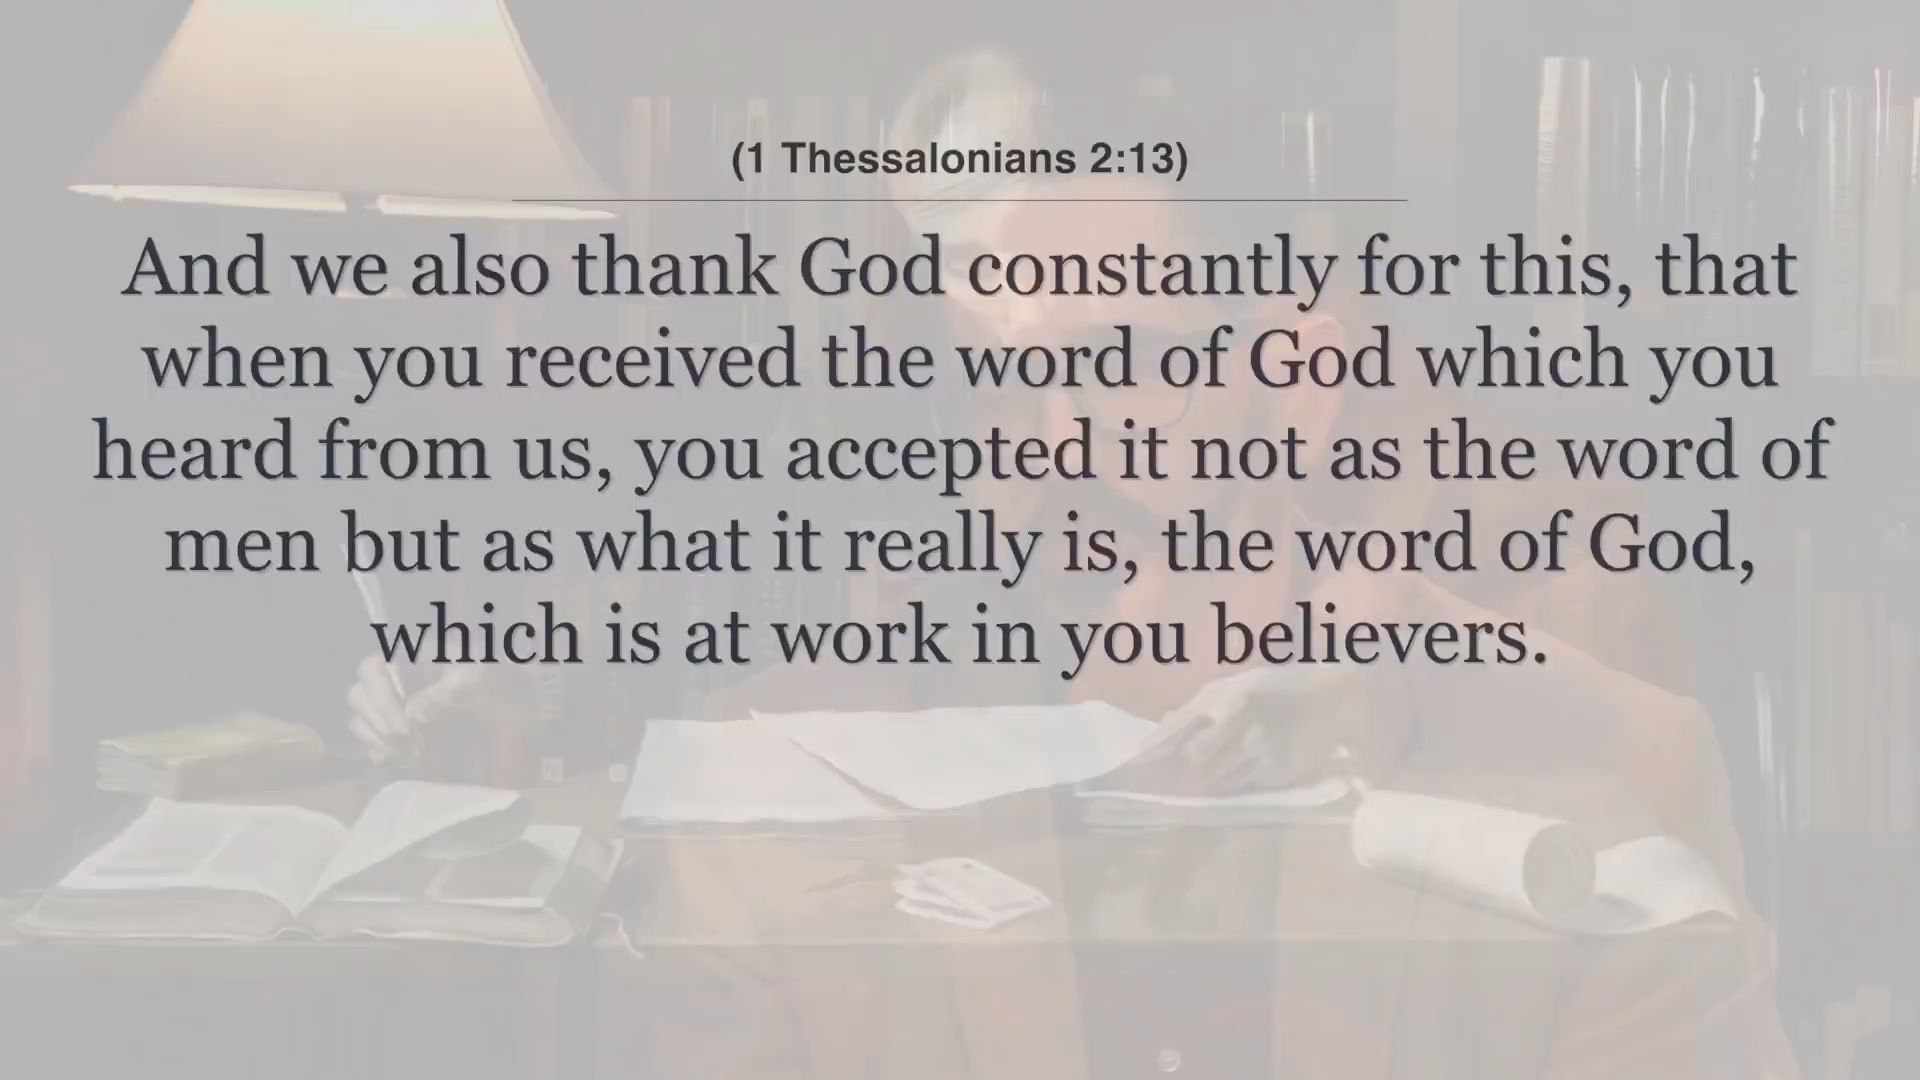 (1 Thessalonians 2:13)
And we also thank God constantly for this, that
when you received the word of God which you
heard from us, you accepted it not as the word of
men but as what it really is, the word of God,
which is at work in you believers.